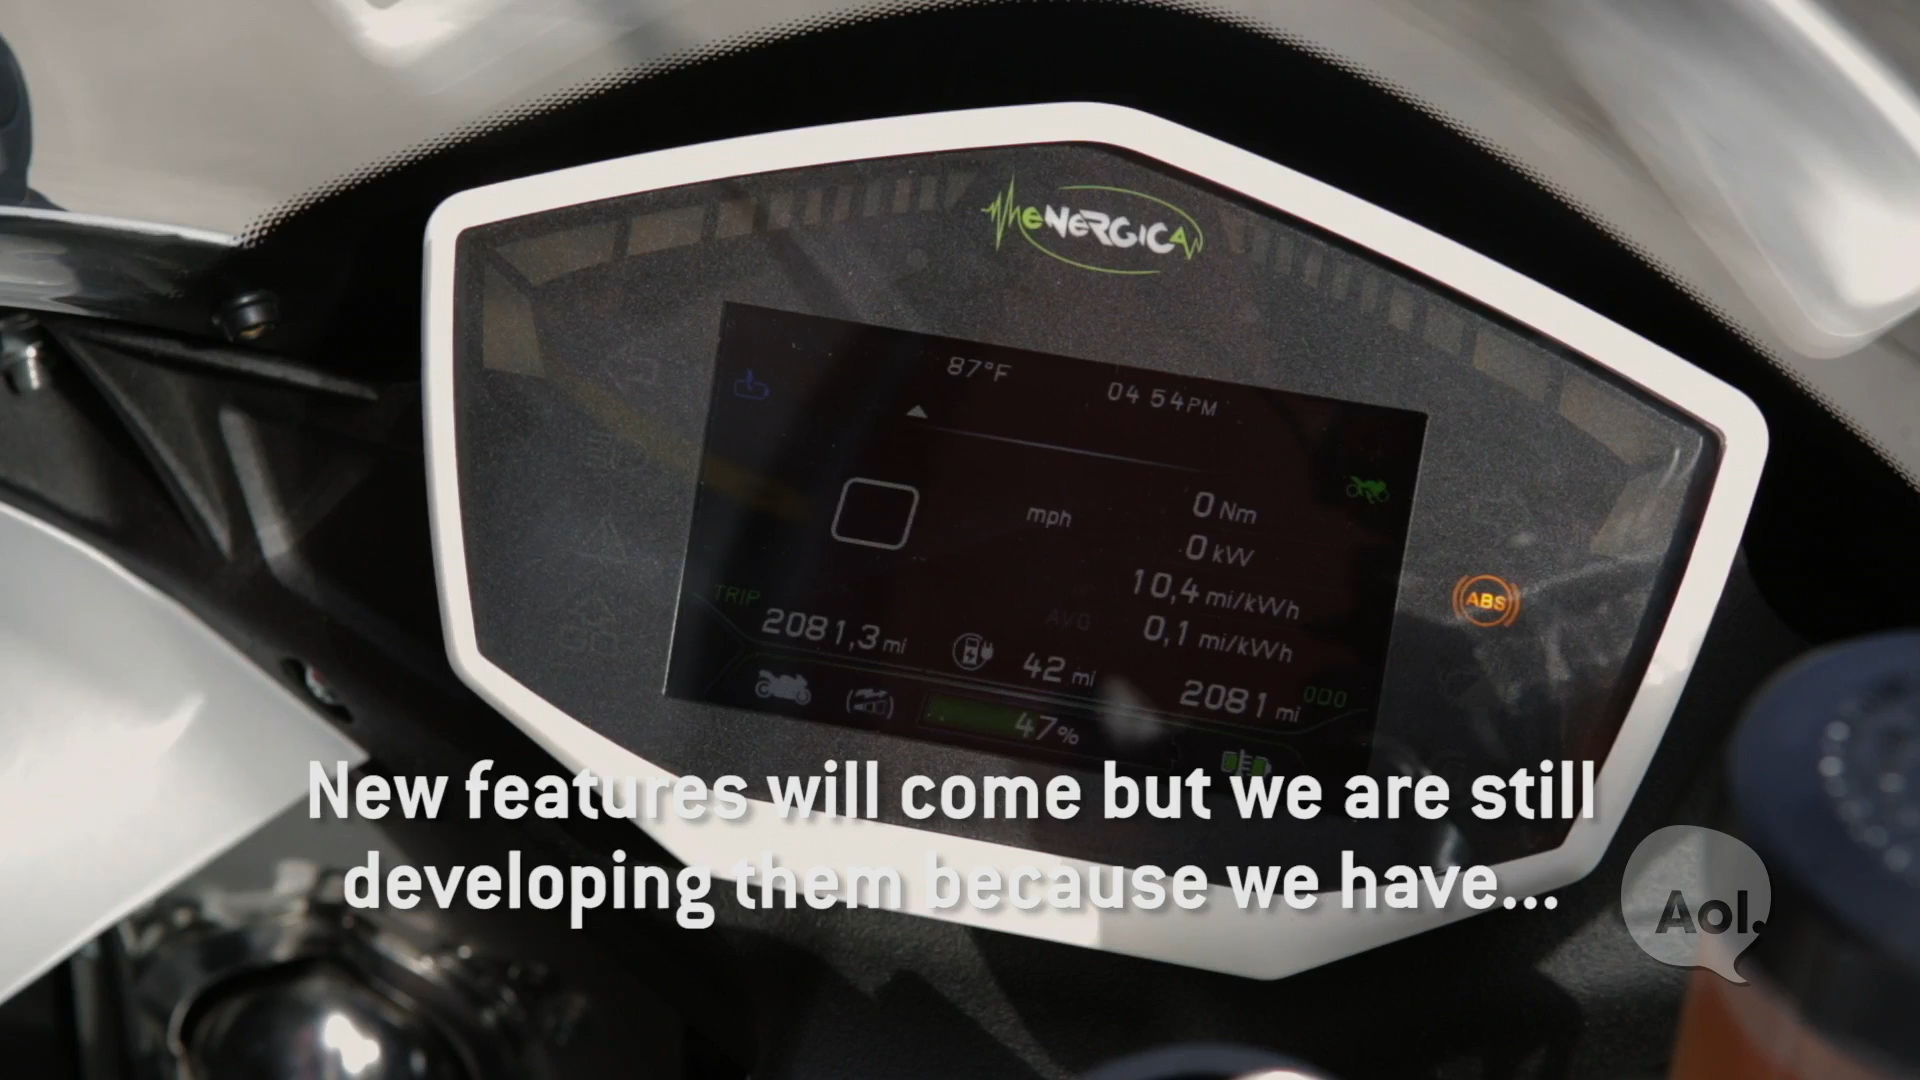 eNeRGICA
87°F
04 54PM
mph
0 Nm
0 kW
10,4 mi/kWh
AVG
0,1 mi/kWh
TRIP
2081,3 mi
42 mi
2081 mi ODO
47%
ABS
New features will come but we are still
developing them because we have...
Aol.